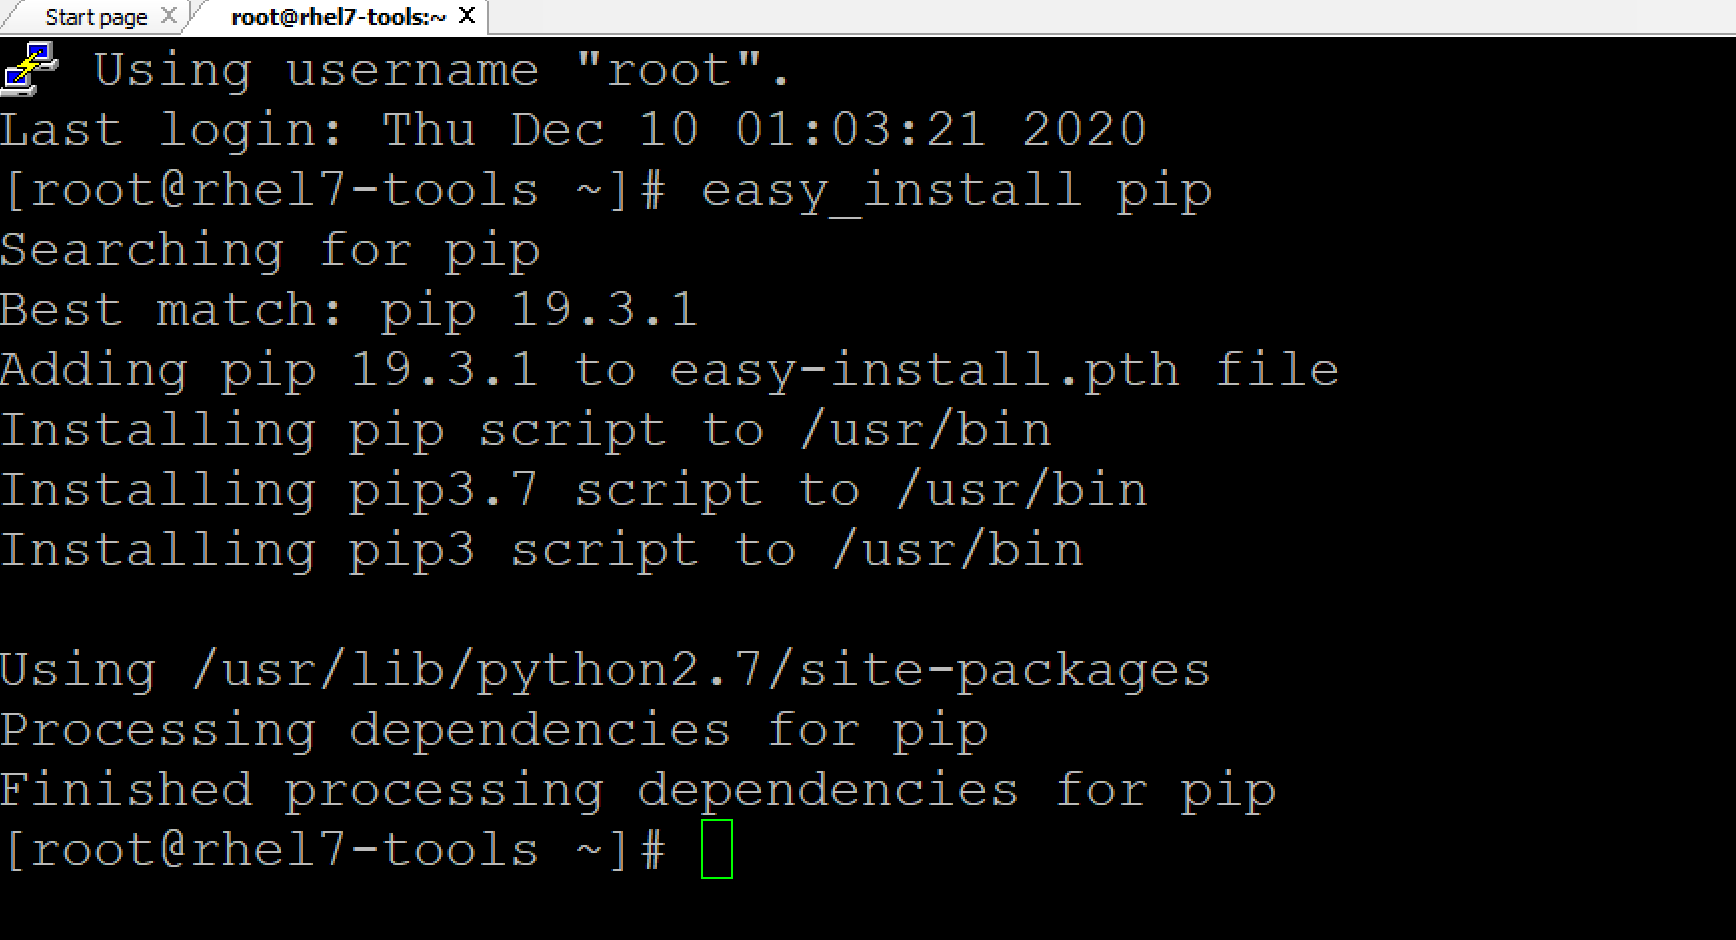 Start page X root@rhel7-tools:~ X
Using username "root".
Last login: Thu Dec 10 01:03:21 2020
[root@rhel7-tools ~]# easy_install pip
Searching for pip
Best match: pip 19.3.1
Adding pip 19.3.1 to easy-install.pth file
Installing pip script to /usr/bin
Installing pip3.7 script to /usr/bin
Installing pip3 script to /usr/bin
Using /usr/lib/python2.7/site-packages
Processing dependencies for pip
Finished processing dependencies for pip
[root@rhel7-tools ~]#